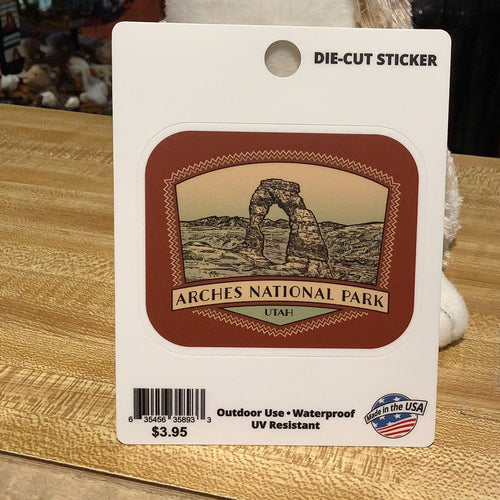 DIE-CUT STICKER
ARCHES NATIONAL PARK
UTAH
6 35456 35893 3
$3.95
Outdoor Use • Waterproof
UV Resistant
Made in the USA